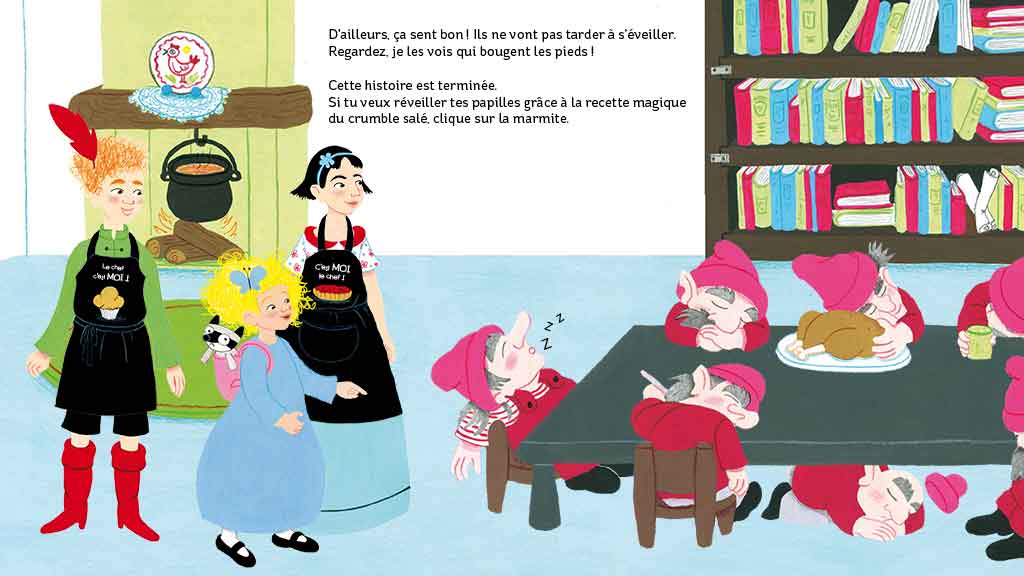 D'ailleurs, ça sent bon ! Ils ne vont pas tarder à s'éveiller.
Regardez, je les vois qui bougent les pieds !
Cette histoire est terminée.
Si tu veux réveiller tes papilles grâce à la recette magique
du crumble salé, clique sur la marmite.
Le chef
c'est MOI !
C'est MOI
le chef !
z z
z